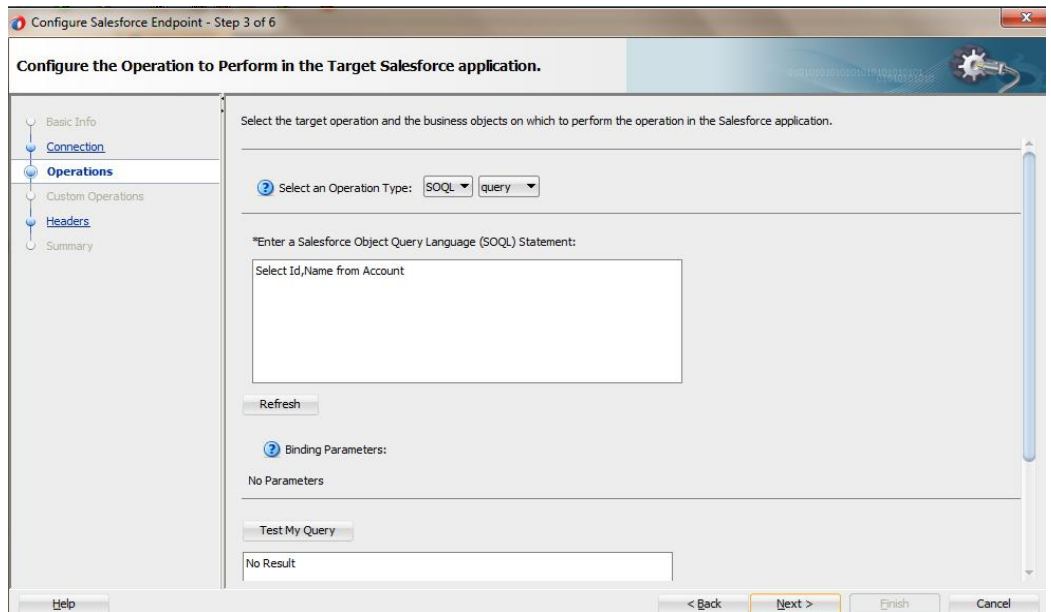 Configure Salesforce Endpoint - Step 3 of 6
Configure the Operation to Perform in the Target Salesforce application.
Basic Info
Connection
Operations
Custom Operations
Headers
Summary
Select the target operation and the business objects on which to perform the operation in the Salesforce application.
? Select an Operation Type: SOQL query
*Enter a Salesforce Object Query Language (SOQL) Statement:
Select Id,Name from Account
Refresh
? Binding Parameters:
No Parameters
Test My Query
No Result
Help < Back Next > Finish Cancel